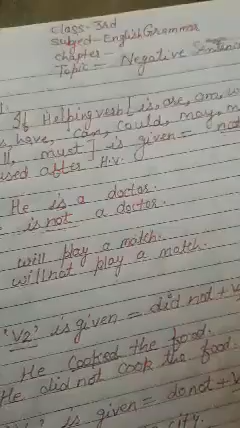 Class-3rd
Subject-English Grammar
Chapter-
Topic= Negative Sentenc
1.
If Helping verb [is, are, am, w
s, have, can, could, may, m
ll, must] is given = not
used after H.V.
He is a doctor.
is not a doctor.
will play a match.
will not play a match.
'V2' is given = did not + V
He Cooked the food.
He did not cook the food.
' is given = do not + V
city.